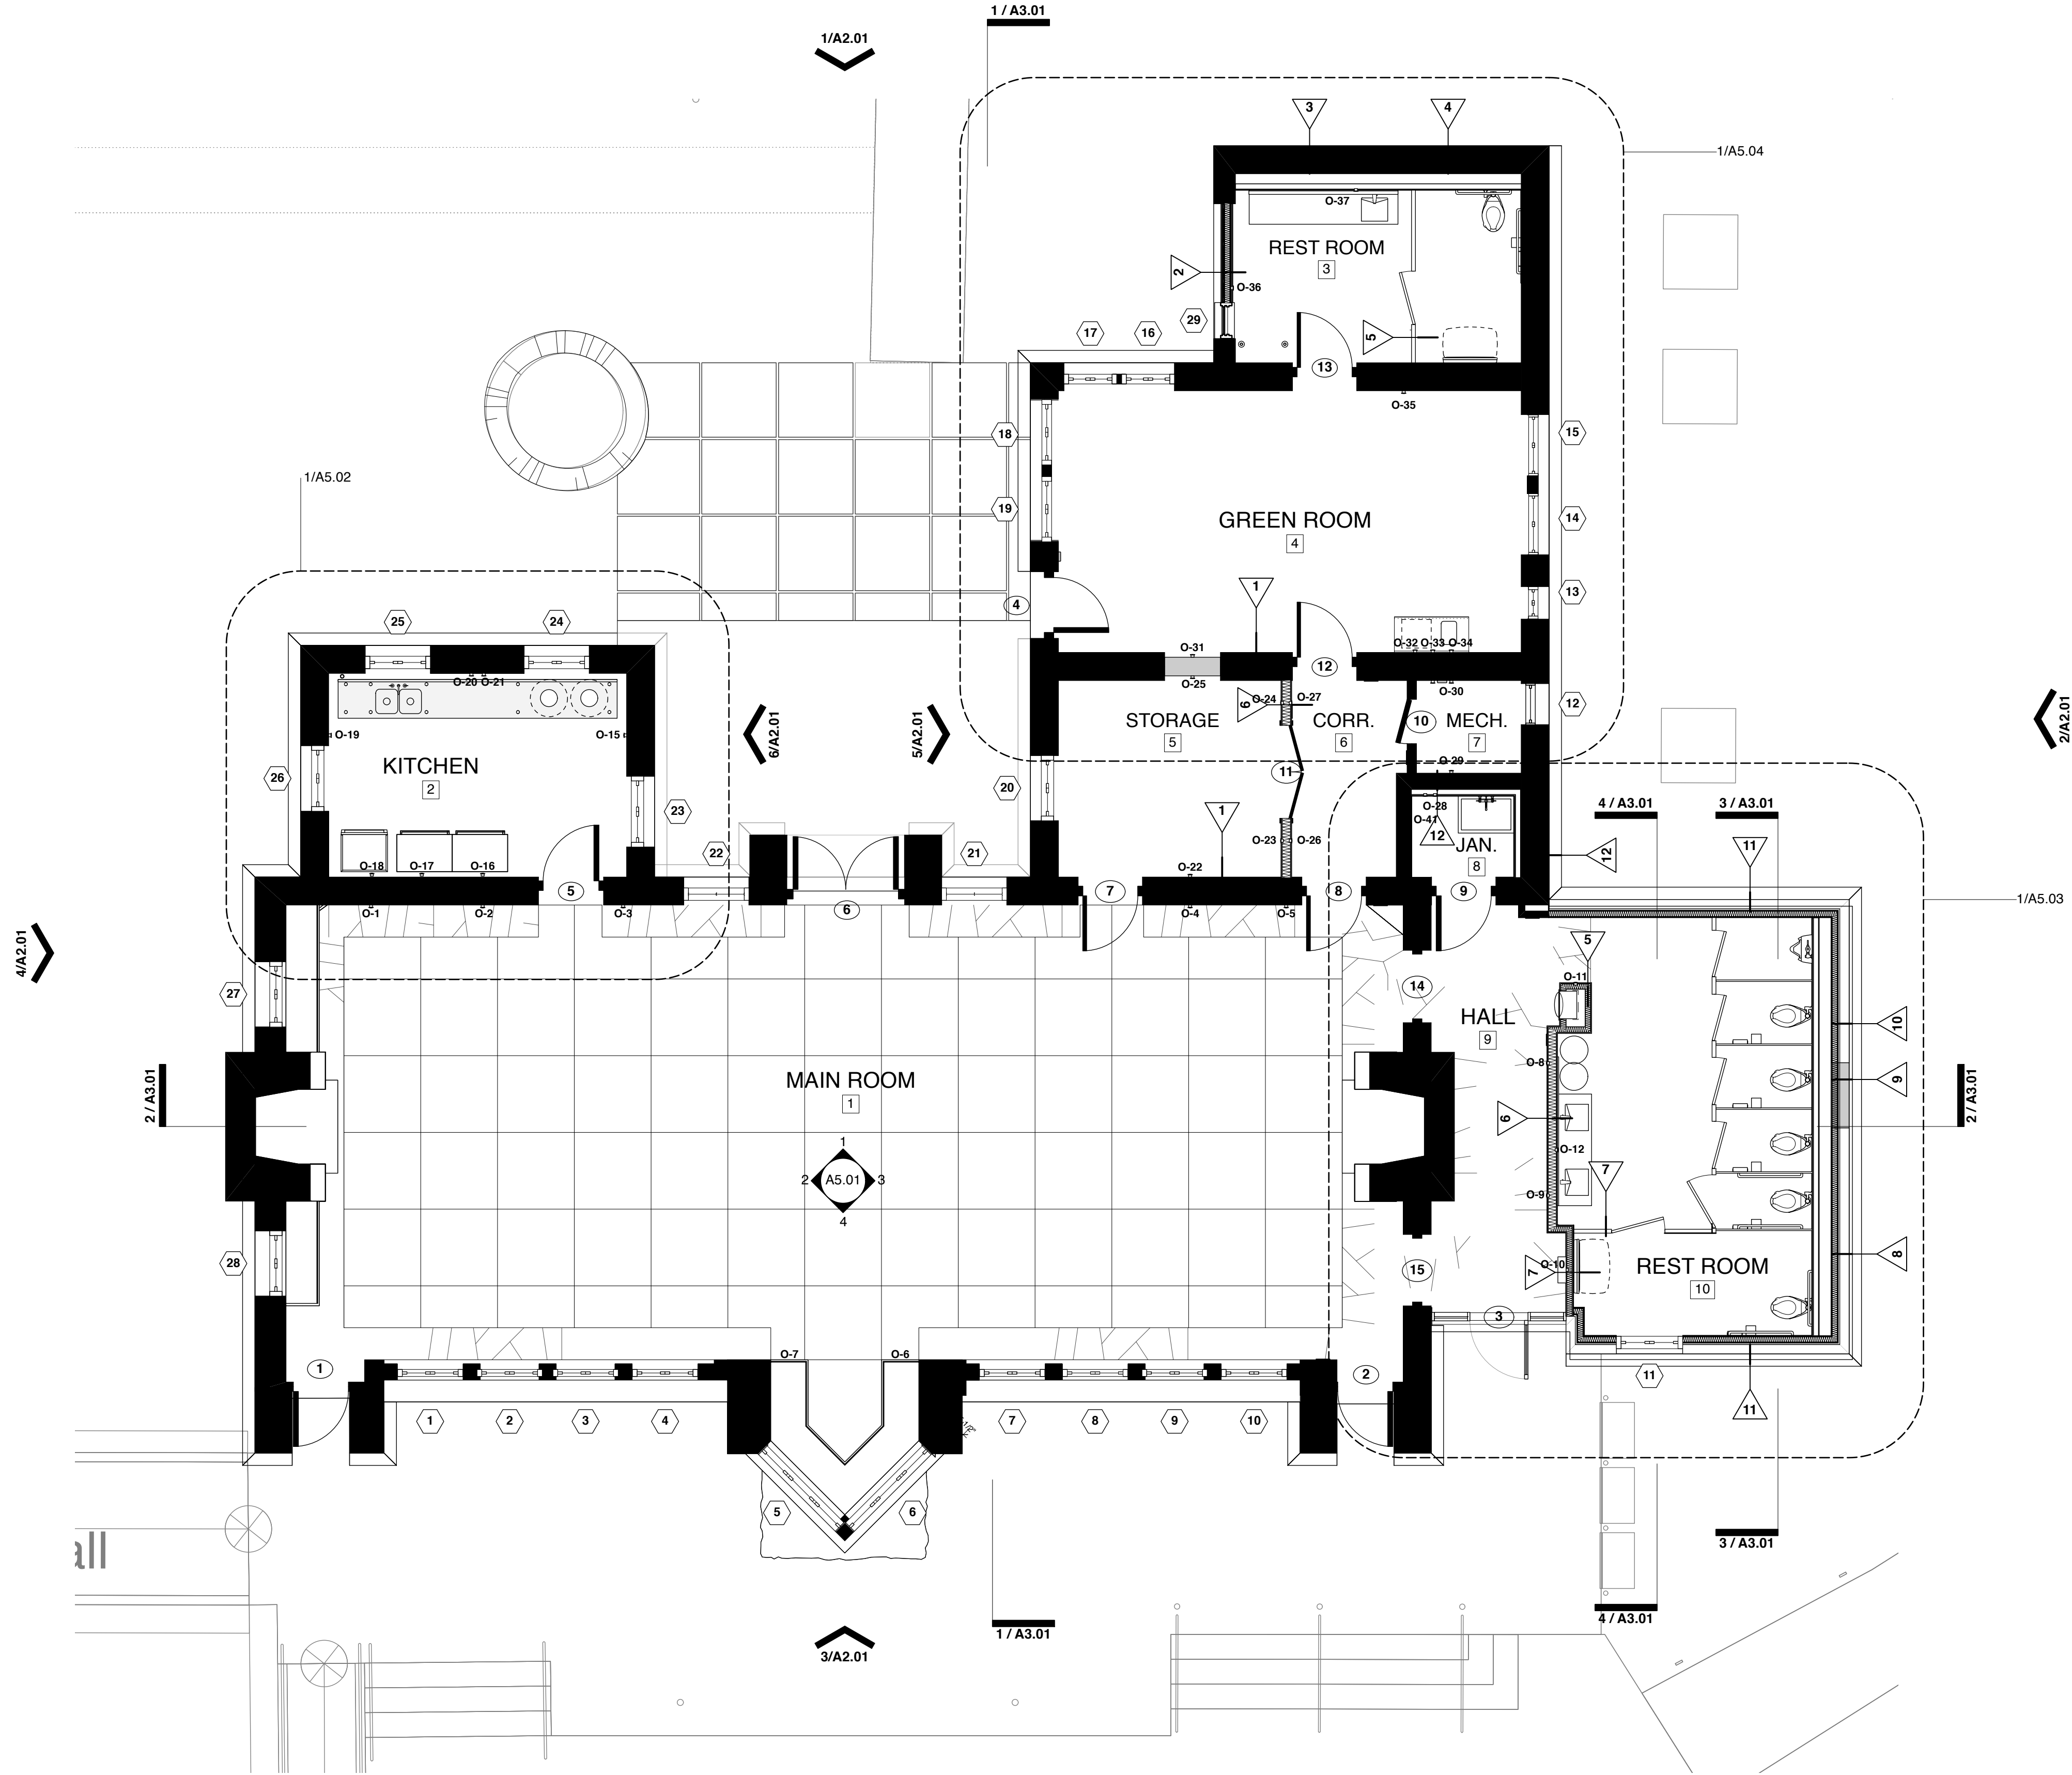 1 / A3.01
1/A2.01
3
4
1/A5.04
O-37
REST ROOM
3
2
O-36
29
5
17
16
13
O-35
18
15
1/A5.02
19
14
GREEN ROOM
4
13
1
4
25
24
O-32
O-33
O-34
12
O-31
O-20
O-21
O-25
O-24
6
O-27
O-30
12
2/A2.01
6/A2.01
5/A2.01
STORAGE
5
CORR.
6
10
MECH.
7
O-19
O-15
KITCHEN
2
26
20
11
O-29
23
1
O-28
O-41
12
4 / A3.01
3 / A3.01
JAN.
8
O-23
O-26
22
21
12
11
O-18
O-17
O-16
O-22
5
6
7
8
9
1/A5.03
O-1
O-2
O-3
O-4
O-5
4/A2.01
5
O-11
27
14
HALL
9
10
O-8
2 / A3.01
MAIN ROOM
1
9
2 / A3.01
6
1
2
A5.01
3
4
O-12
7
O-9
8
28
15
O-10
7
REST ROOM
10
3
O-7
O-6
1
2
11
11
1
2
3
4
7
8
9
10
5
6
all
3 / A3.01
4 / A3.01
1 / A3.01
3/A2.01